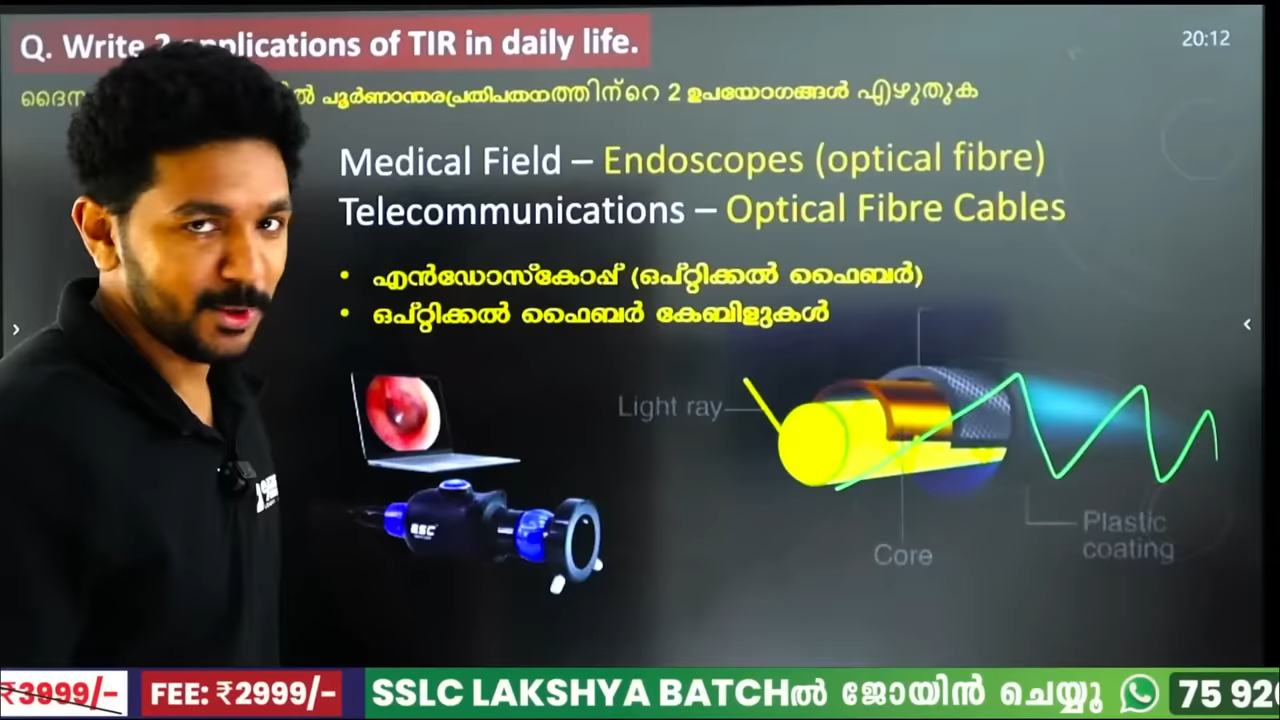 Q. Write 2 applications of TIR in daily life.
20:12
പൂർണാന്തരപ്രതിപതനത്തിന്റെ 2 ഉപയോഗങ്ങൾ എഴുതുക
Medical Field – Endoscopes (optical fibre)
Telecommunications – Optical Fibre Cables
• എൻഡോസ്കോപ്പ് (ഒപ്റ്റിക്കൽ ഫൈബർ)
• ഒപ്റ്റിക്കൽ ഫൈബർ കേബിളുകൾ
Light ray
ESC
Plastic
coating
Core
₹3999/- FEE: ₹2999/- SSLC LAKSHYA BATCHൽ ജോയിൻ ചെയ്യൂ 75 926